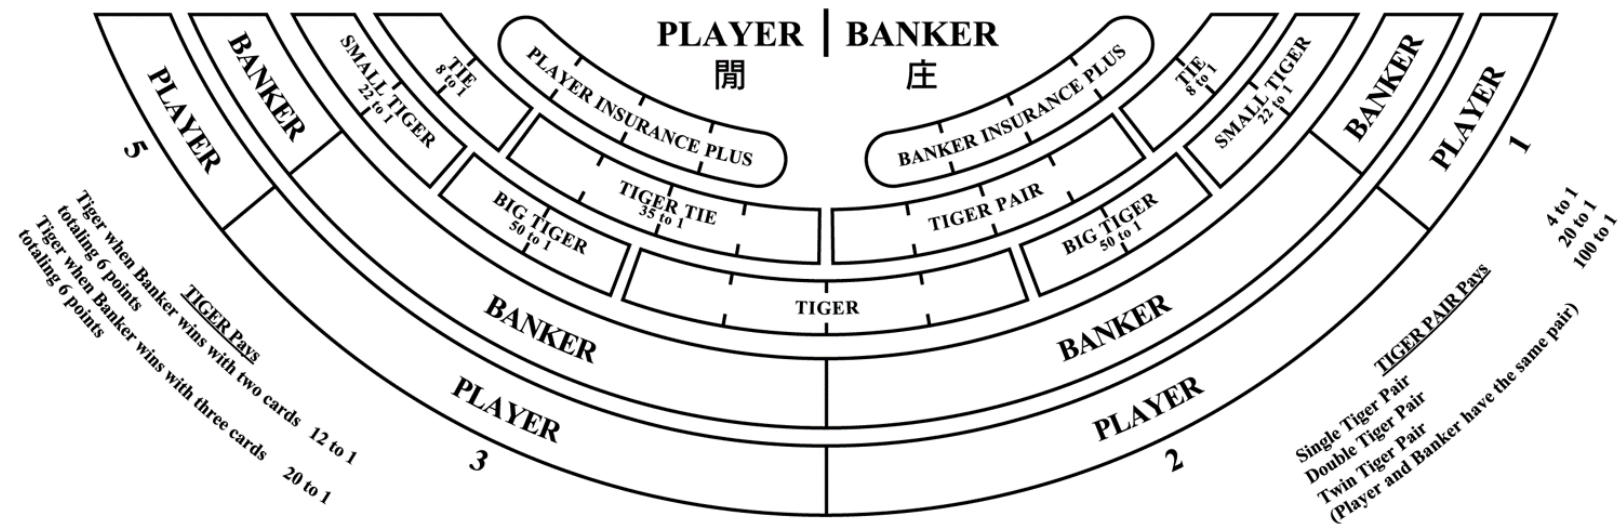 PLAYER | BANKER
閒 庄
PLAYER
BANKER
SMALL TIGER
22 to 1
TIE
8 to 1
PLAYER INSURANCE PLUS
BANKER INSURANCE PLUS
TIE
8 to 1
SMALL TIGER
22 to 1
BANKER
PLAYER
5
1
TIGER TIE
35 to 1
TIGER PAIR
BIG TIGER
50 to 1
BIG TIGER
50 to 1
TIGER
BANKER
BANKER
PLAYER
PLAYER
3
2
TIGER Pays
Tiger when Banker wins with two cards 12 to 1
totaling 6 points
Tiger when Banker wins with three cards 20 to 1
totaling 6 points
TIGER PAIR Pays
Single Tiger Pair 4 to 1
Double Tiger Pair 20 to 1
Twin Tiger Pair 100 to 1
(Player and Banker have the same pair)